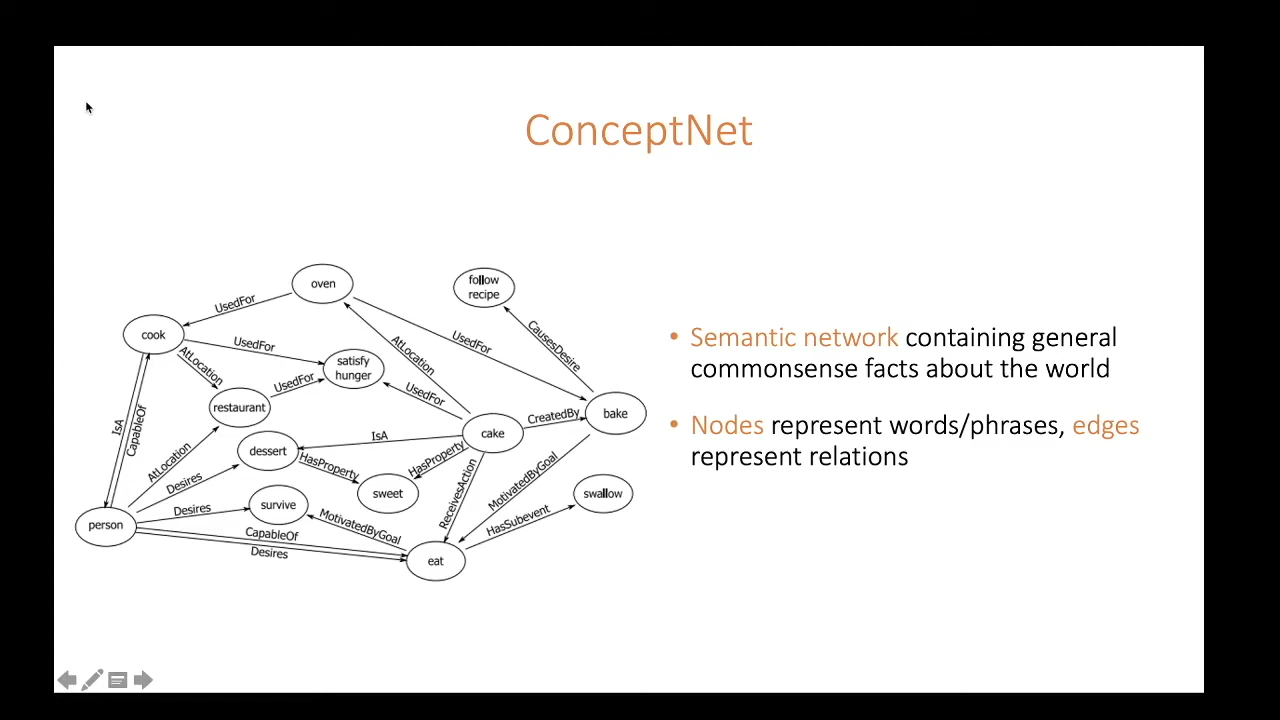 ConceptNet
oven
follow
recipe
UsedFor
cook
CausesDesire
UsedFor
UsedFor
AtLocation
AtLocation
satisfy
hunger
UsedFor
UsedFor
restaurant
CreatedBy
bake
IsA
CapableOf
cake
IsA
dessert
HasProperty
HasProperty
AtLocation
Desires
sweet
ReceivesAction
MotivatedByGoal
swallow
survive
Desires
MotivatedByGoal
HasSubevent
person
CapableOf
Desires
eat
• Semantic network containing general
commonsense facts about the world
• Nodes represent words/phrases, edges
represent relations